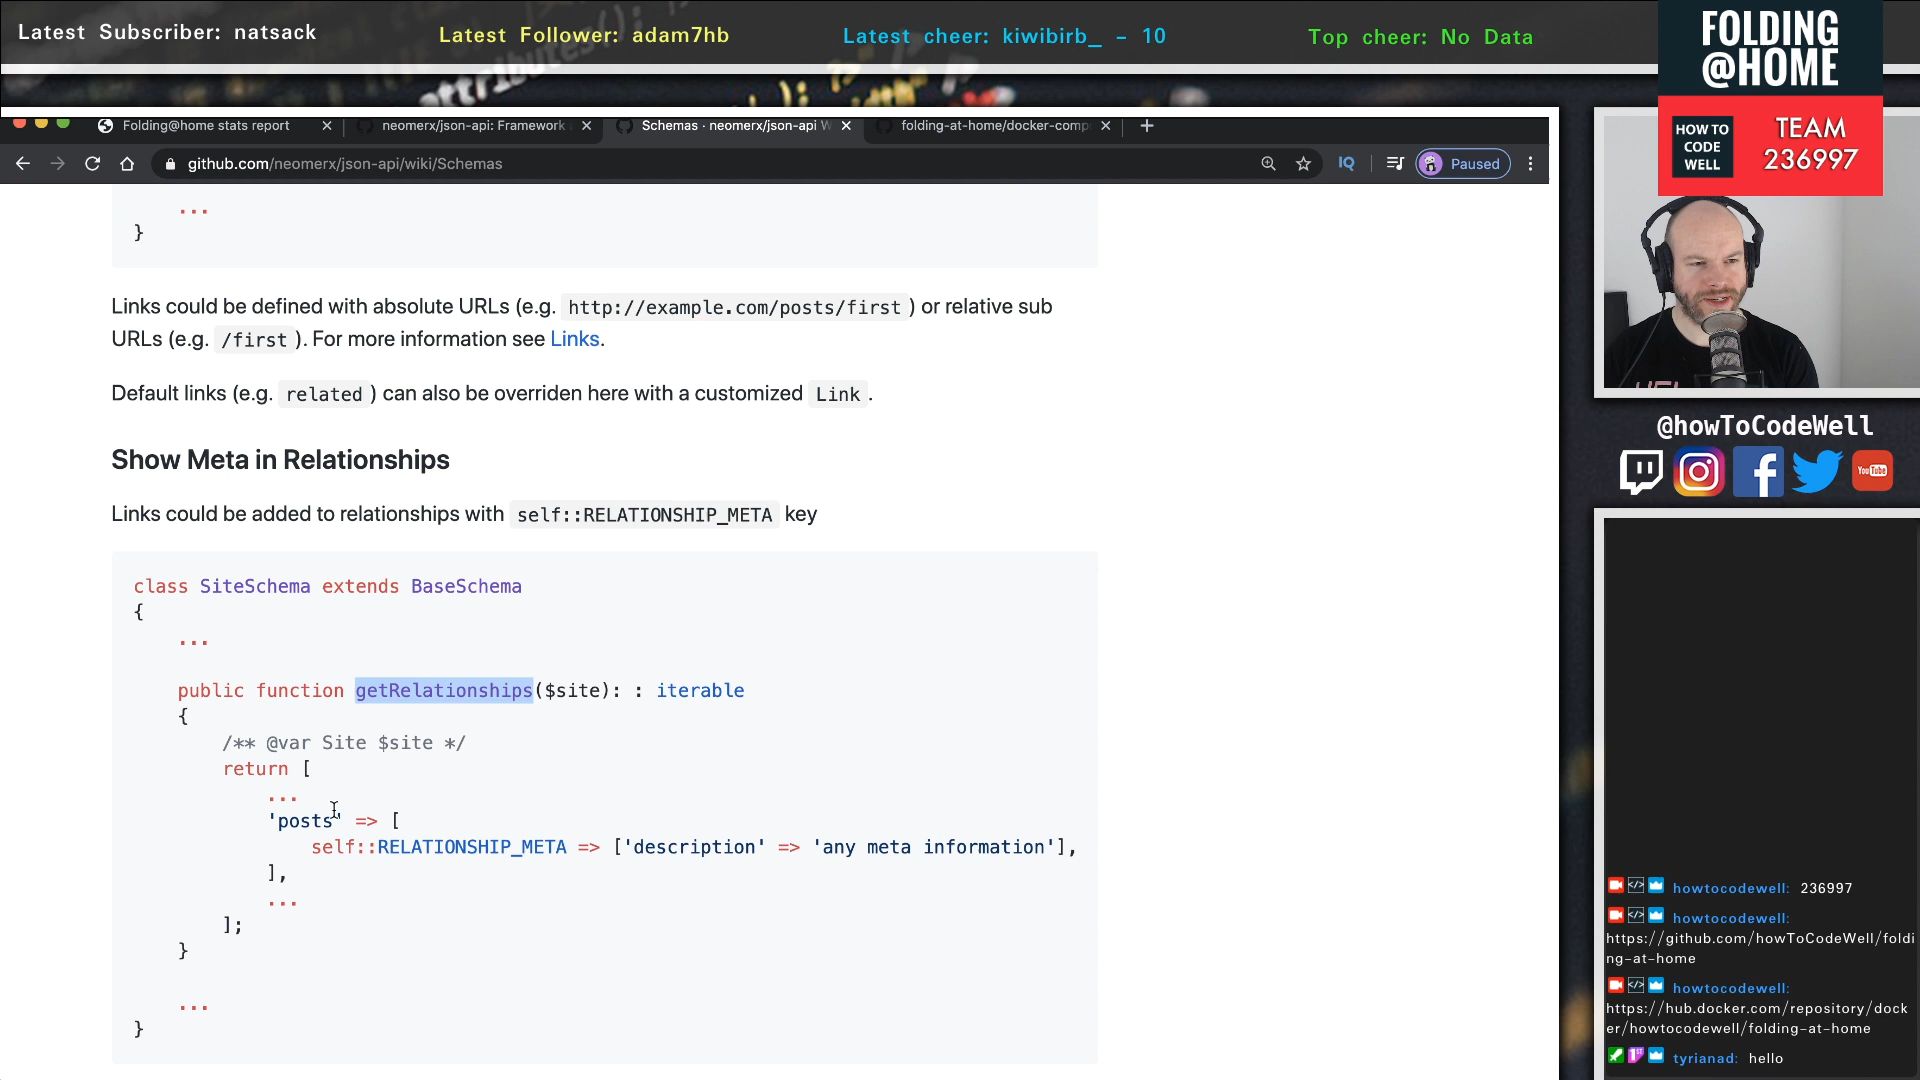 Latest Subscriber: natsack
Latest Follower: adam7hb
Latest cheer: kiwibirb_ - 10
Top cheer: No Data
FOLDING
@HOME
HOW TO
CODE
WELL
TEAM
236997
Folding@home stats report
neomerx/json-api: Framework
Schemas · neomerx/json-api W
folding-at-home/docker-comp
github.com/neomerx/json-api/wiki/Schemas
IQ
Paused
...
}
Links could be defined with absolute URLs (e.g. http://example.com/posts/first ) or relative sub
URLs (e.g. /first ). For more information see Links.
Default links (e.g. related ) can also be overriden here with a customized Link .
Show Meta in Relationships
Links could be added to relationships with self::RELATIONSHIP_META key
class SiteSchema extends BaseSchema
{
...
public function getRelationships($site): : iterable
{
/** @var Site $site */
return [
...
'posts' => [
self::RELATIONSHIP_META => ['description' => 'any meta information'],
],
...
];
}
...
}
@howToCodeWell
YouTube
howtocodewell: 236997
howtocodewell:
https://github.com/howToCodeWell/foldi
ng-at-home
howtocodewell:
https://hub.docker.com/repository/dock
er/howtocodewell/folding-at-home
tyrianad: hello